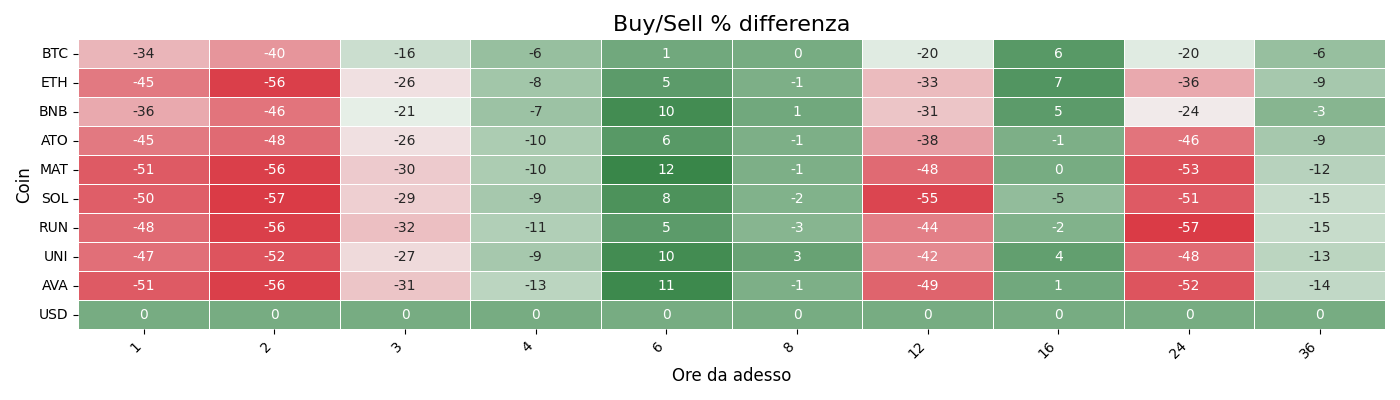 Buy/Sell % differenza
BTC -34 -40 -16 -6 1 0 -20 6 -20 -6
ETH -45 -56 -26 -8 5 -1 -33 7 -36 -9
BNB -36 -46 -21 -7 10 1 -31 5 -24 -3
ATO -45 -48 -26 -10 6 -1 -38 -1 -46 -9
MAT -51 -56 -30 -10 12 -1 -48 0 -53 -12
SOL -50 -57 -29 -9 8 -2 -55 -5 -51 -15
RUN -48 -56 -32 -11 5 -3 -44 -2 -57 -15
UNI -47 -52 -27 -9 10 3 -42 4 -48 -13
AVA -51 -56 -31 -13 11 -1 -49 1 -52 -14
USD 0 0 0 0 0 0 0 0 0 0
Coin
1 2 3 4 6 8 12 16 24 36
Ore da adesso